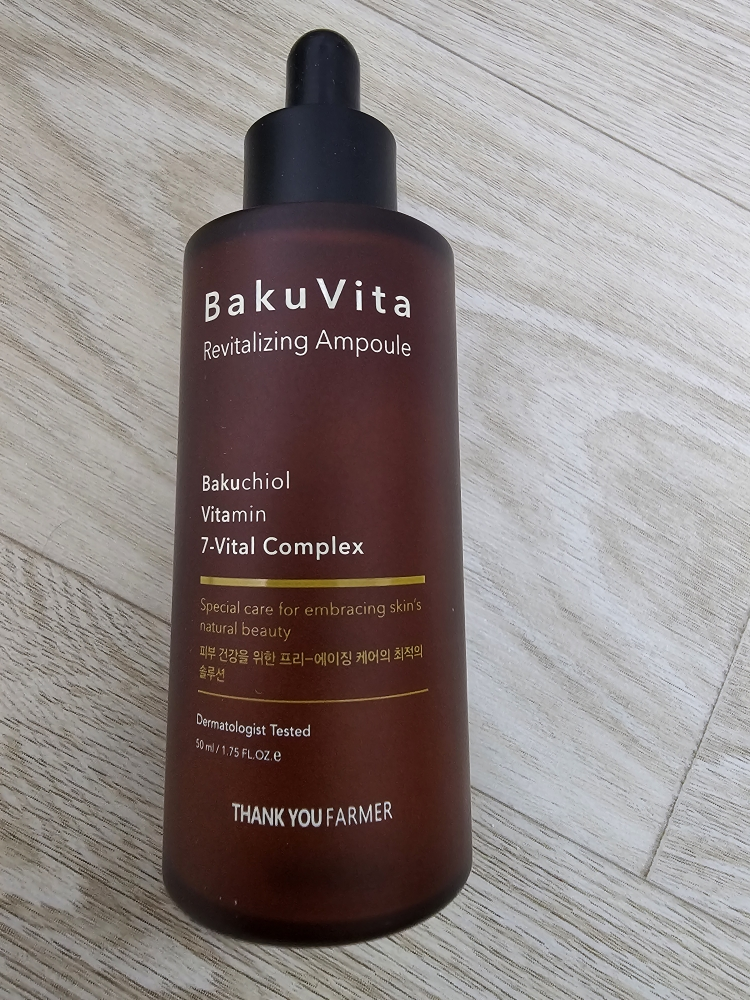 BakuVita
Revitalizing Ampoule
Bakuchiol
Vitamin
7-Vital Complex
Special care for embracing skin's
natural beauty
피부 건강을 위한 프리-에이징 케어의 최적의
솔루션
Dermatologist Tested
50 ml / 1.75 FL.OZ.℮
THANK YOU FARMER